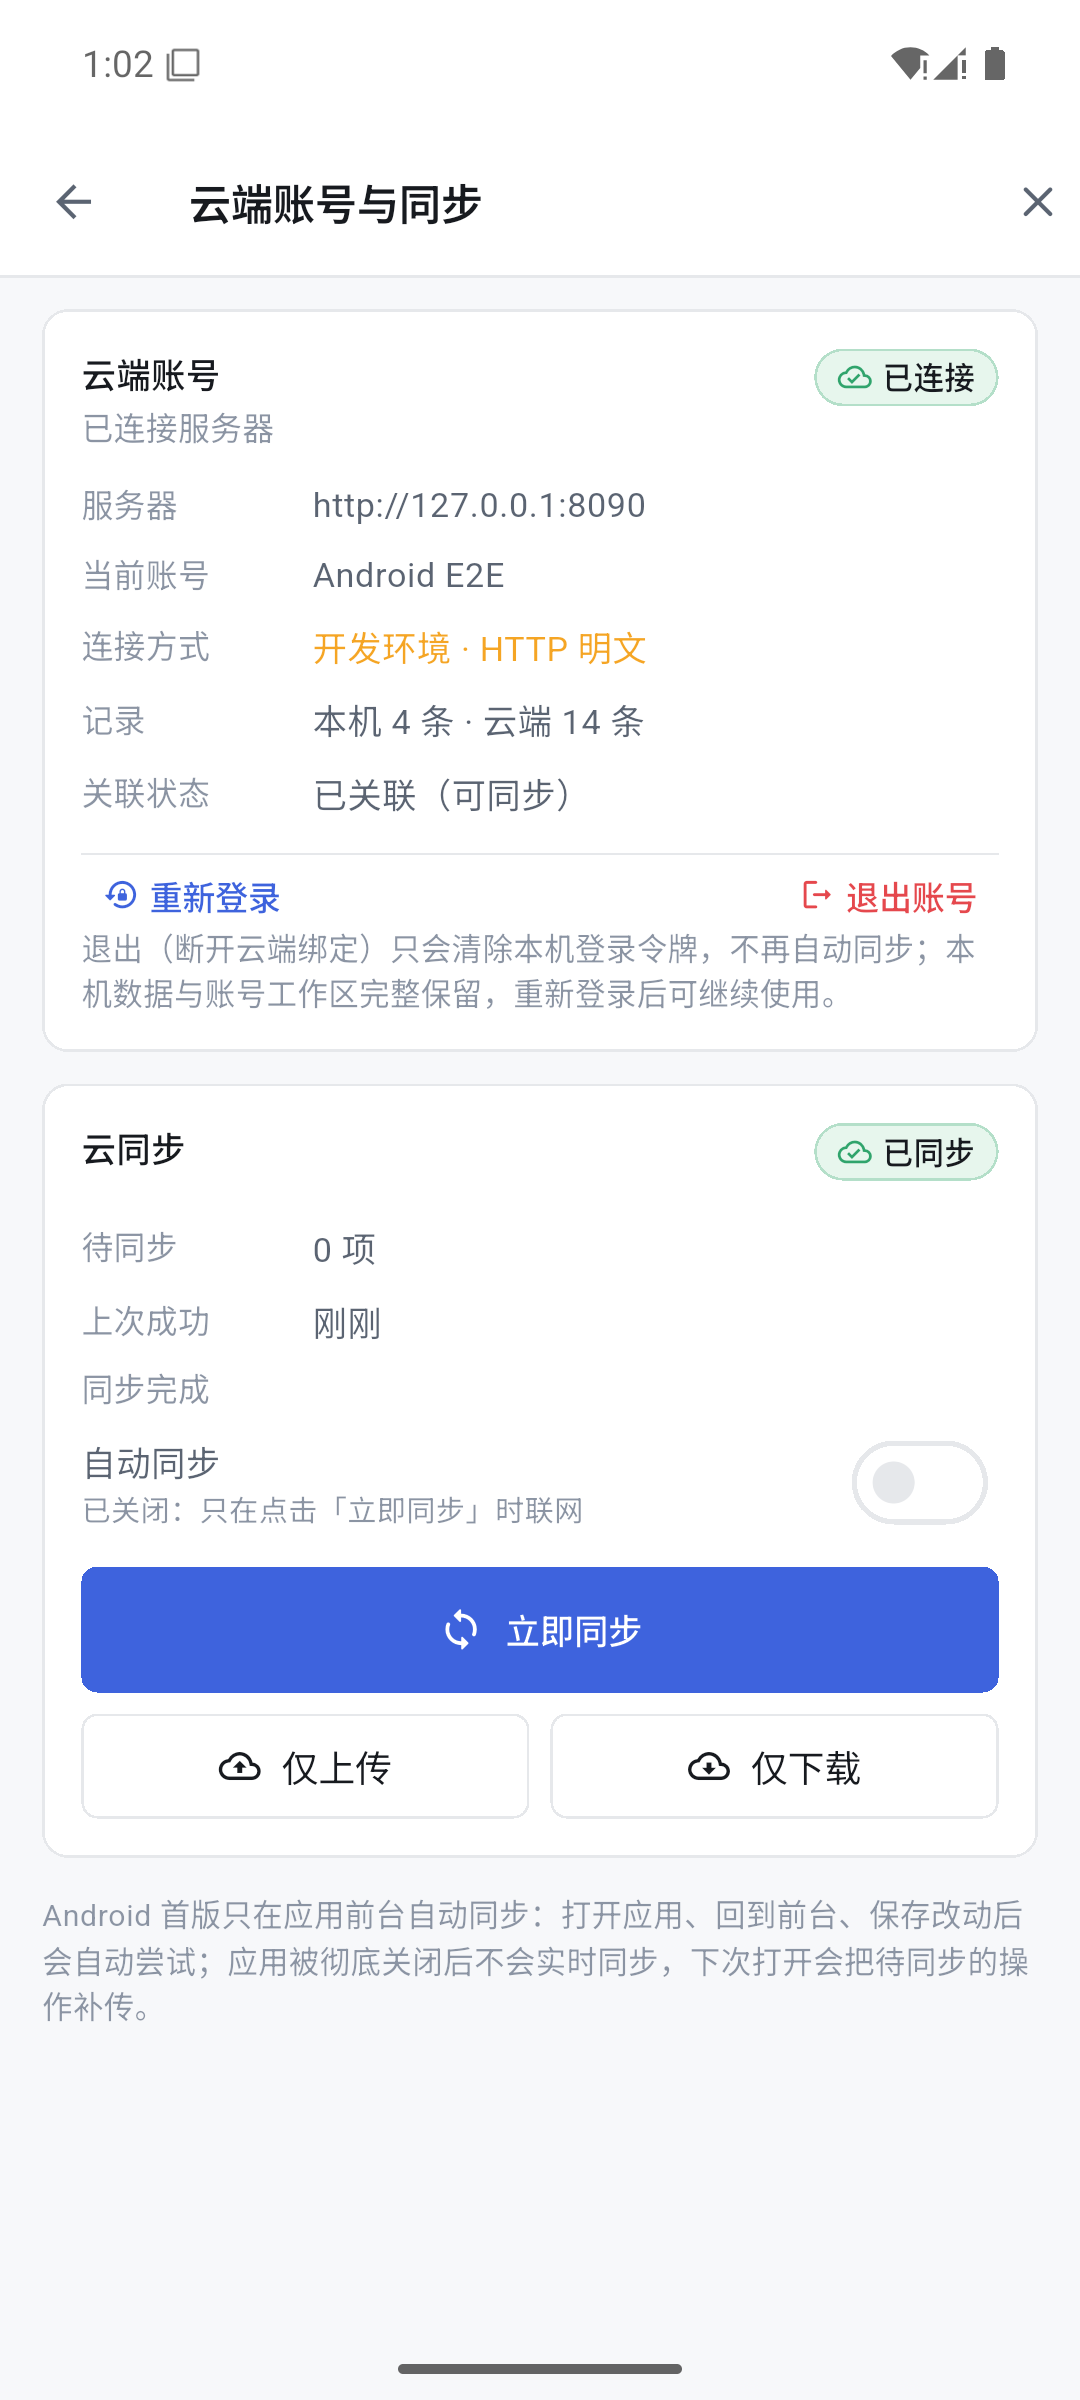 1:02
云端账号与同步
云端账号
已连接
已连接服务器
服务器 http://127.0.0.1:8090
当前账号 Android E2E
连接方式 开发环境 · HTTP 明文
记录 本机 4 条 · 云端 14 条
关联状态 已关联（可同步）
重新登录 退出账号
退出（断开云端绑定）只会清除本机登录令牌，不再自动同步；本
机数据与账号工作区完整保留，重新登录后可继续使用。
云同步
已同步
待同步 0 项
上次成功 刚刚
同步完成
自动同步
已关闭：只在点击「立即同步」时联网
立即同步
仅上传 仅下载
Android 首版只在应用前台自动同步：打开应用、回到前台、保存改动后
会自动尝试；应用被彻底关闭后不会实时同步，下次打开会把待同步的操
作补传。